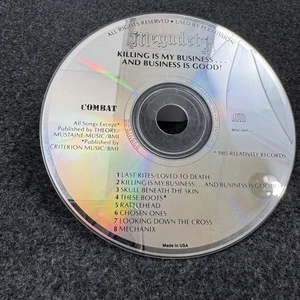 ALL RIGHTS RESERVED • USED BY PERMISSION
Megadeth
KILLING IS MY BUSINESS . . .
AND BUSINESS IS GOOD!
COMBAT
All Songs Except*
Published by THEORY/
MUSTAINE MUSIC/BMI
*Published by
CRITERION MUSIC/BMI
1985 RELATIVITY RECORDS
1 LAST RITES/LOVED TO DEATH
2 KILLING IS MY BUSINESS . . . AND BUSINESS IS GOOD!
3 SKULL BENEATH THE SKIN
4 THESE BOOTS*
5 RATTLEHEAD
6 CHOSEN ONES
7 LOOKING DOWN THE CROSS
8 MECHANIX
Made in USA